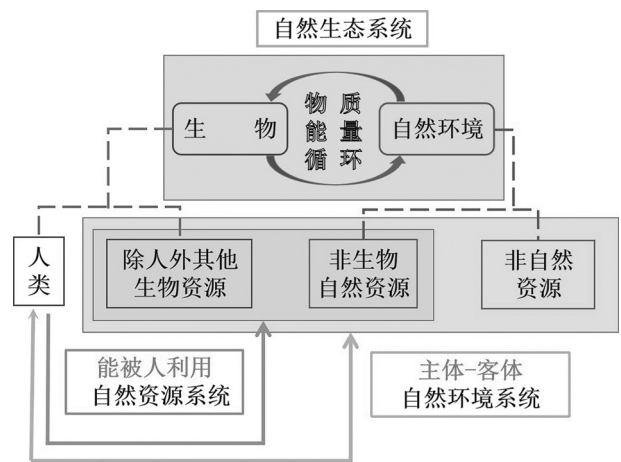 自然生态系统
物 质
能 量
循 环
生 物
自然环境
人
类
除人外其他
生物资源
非生物
自然资源
非自然
资源
能被人利用
自然资源系统
主体-客体
自然环境系统